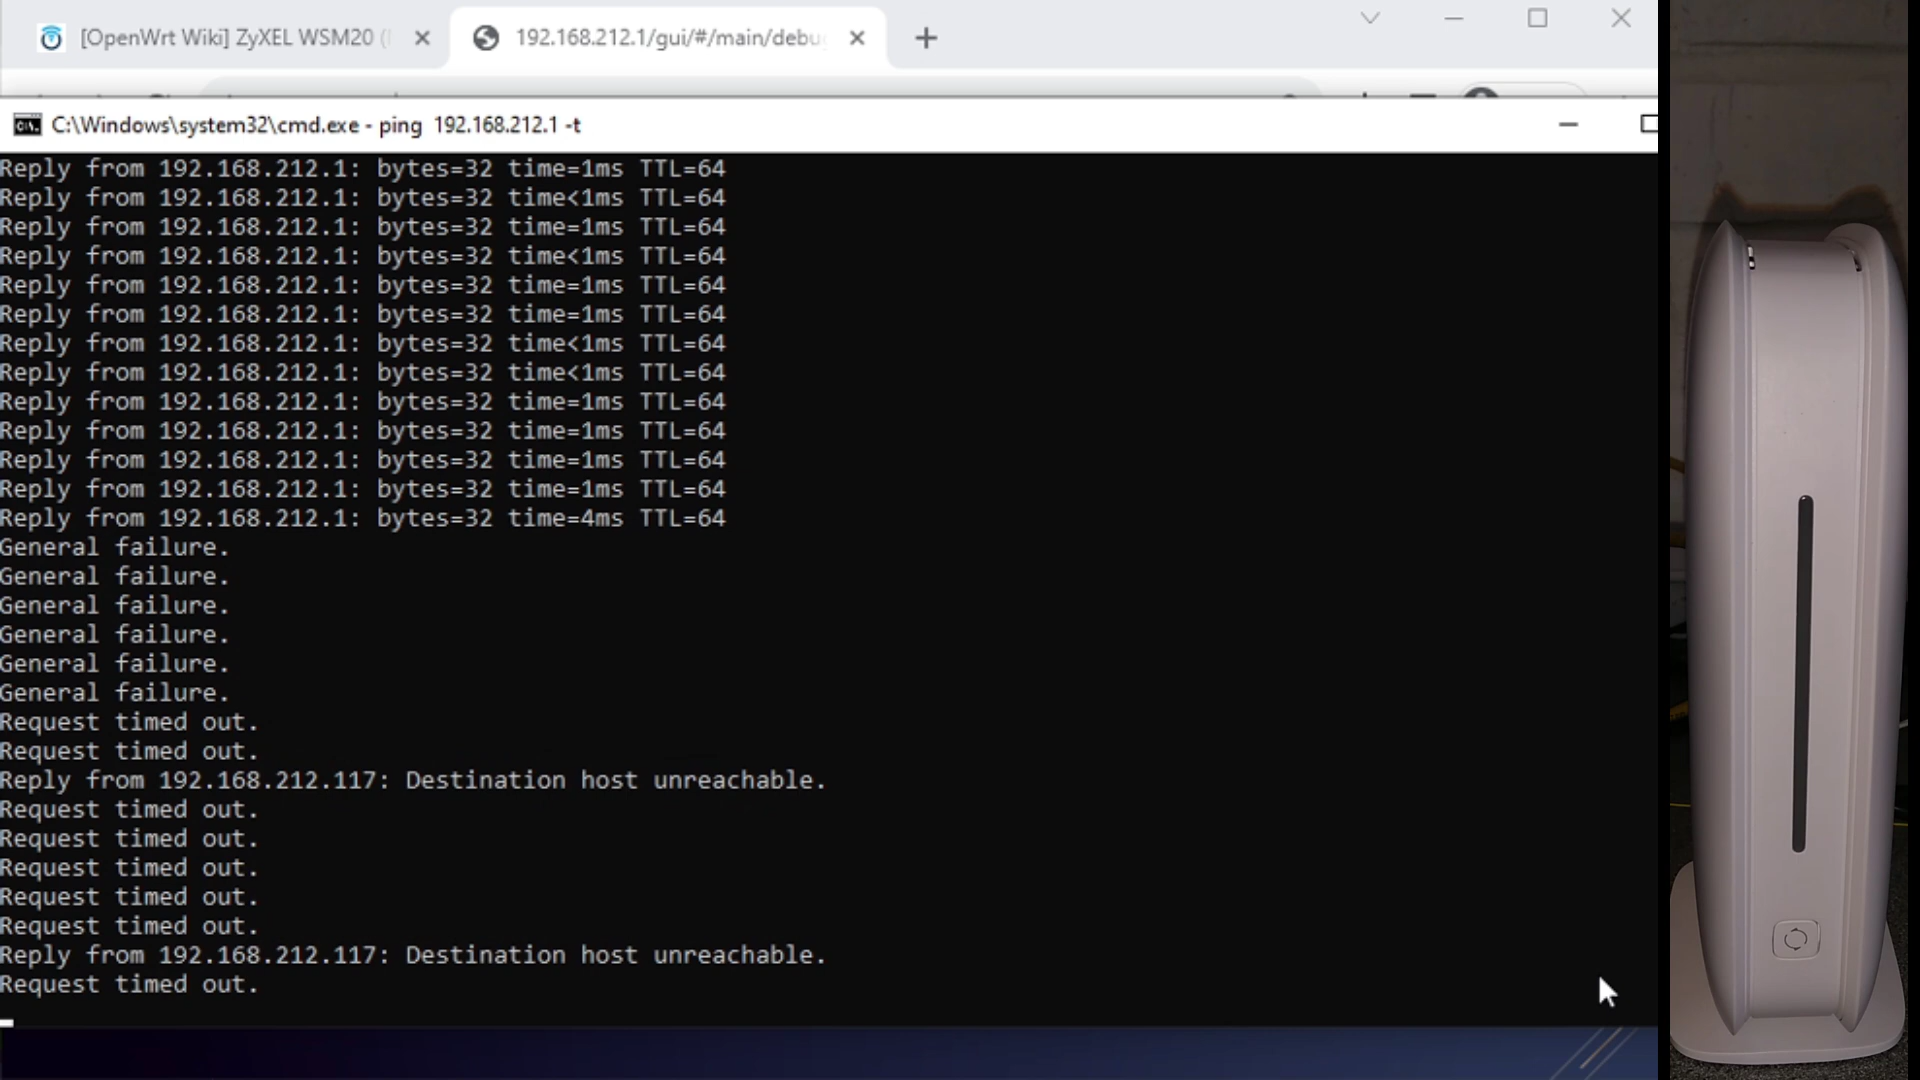 [OpenWrt Wiki] ZyXEL WSM20 (
192.168.212.1/gui/#/main/debu
C:\Windows\system32\cmd.exe - ping 192.168.212.1 -t
Reply from 192.168.212.1: bytes=32 time=1ms TTL=64
Reply from 192.168.212.1: bytes=32 time<1ms TTL=64
Reply from 192.168.212.1: bytes=32 time=1ms TTL=64
Reply from 192.168.212.1: bytes=32 time<1ms TTL=64
Reply from 192.168.212.1: bytes=32 time=1ms TTL=64
Reply from 192.168.212.1: bytes=32 time=1ms TTL=64
Reply from 192.168.212.1: bytes=32 time<1ms TTL=64
Reply from 192.168.212.1: bytes=32 time<1ms TTL=64
Reply from 192.168.212.1: bytes=32 time=1ms TTL=64
Reply from 192.168.212.1: bytes=32 time=1ms TTL=64
Reply from 192.168.212.1: bytes=32 time=1ms TTL=64
Reply from 192.168.212.1: bytes=32 time=1ms TTL=64
Reply from 192.168.212.1: bytes=32 time=4ms TTL=64
General failure.
General failure.
General failure.
General failure.
General failure.
General failure.
Request timed out.
Request timed out.
Reply from 192.168.212.117: Destination host unreachable.
Request timed out.
Request timed out.
Request timed out.
Request timed out.
Request timed out.
Reply from 192.168.212.117: Destination host unreachable.
Request timed out.